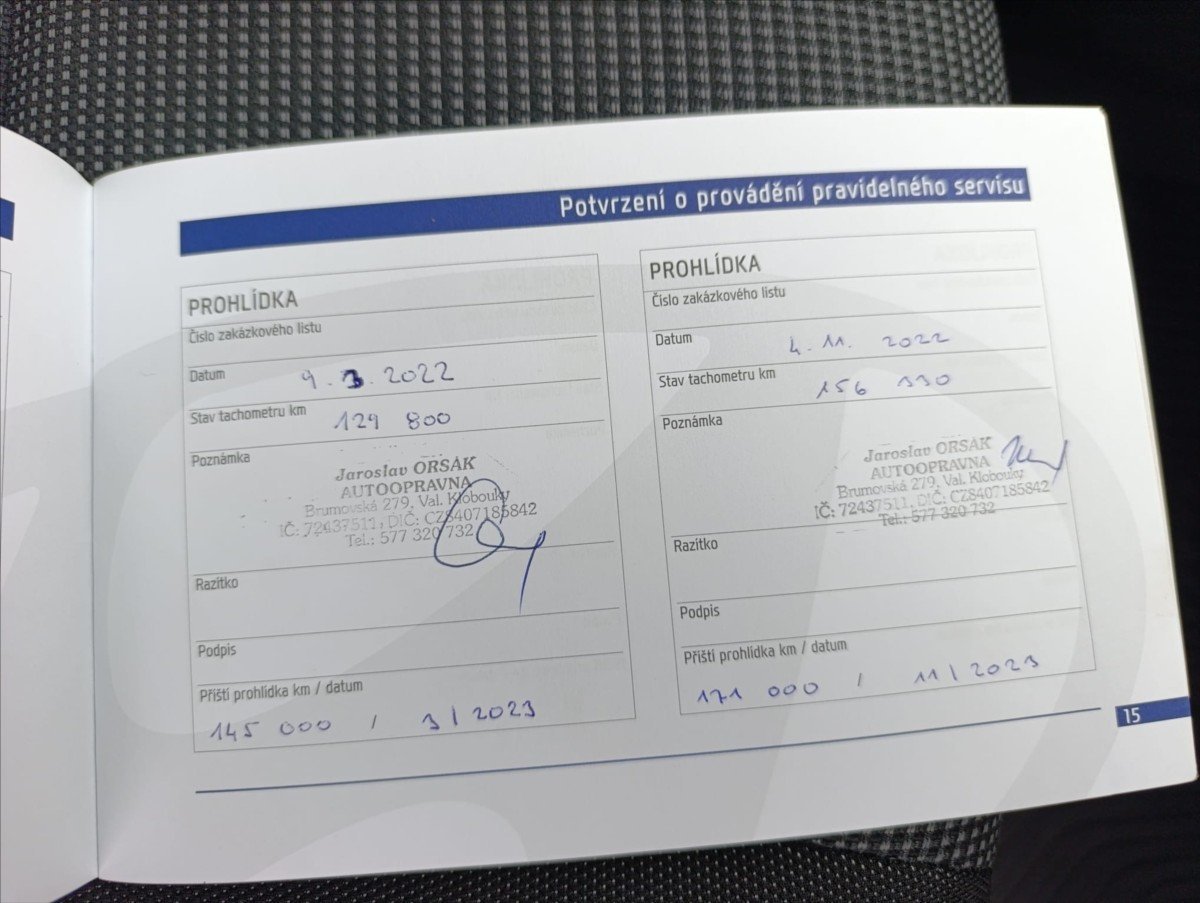 Potvrzení o provádění pravidelného servisu
PROHLÍDKA
Číslo zakázkového listu
Datum 9. 3. 2022
Stav tachometru km 129 800
Poznámka
Jaroslav ORSÁK
AUTOOPRAVNA
Brumovská 279, Val. Klobouky
IČ: 72437511, DIČ: CZ8407185842
Tel.: 577 320 732
Razítko
Podpis
Příští prohlídka km / datum
145 000 / 3 / 2023
PROHLÍDKA
Číslo zakázkového listu
Datum 4. 11. 2022
Stav tachometru km 156 330
Poznámka
Jaroslav ORSÁK
AUTOOPRAVNA
Brumovská 279, Val. Klobouky
IČ: 72437511, DIČ: CZ8407185842
Tel.: 577 320 732
Razítko
Podpis
Příští prohlídka km / datum
171 000 / 11 / 2023
15